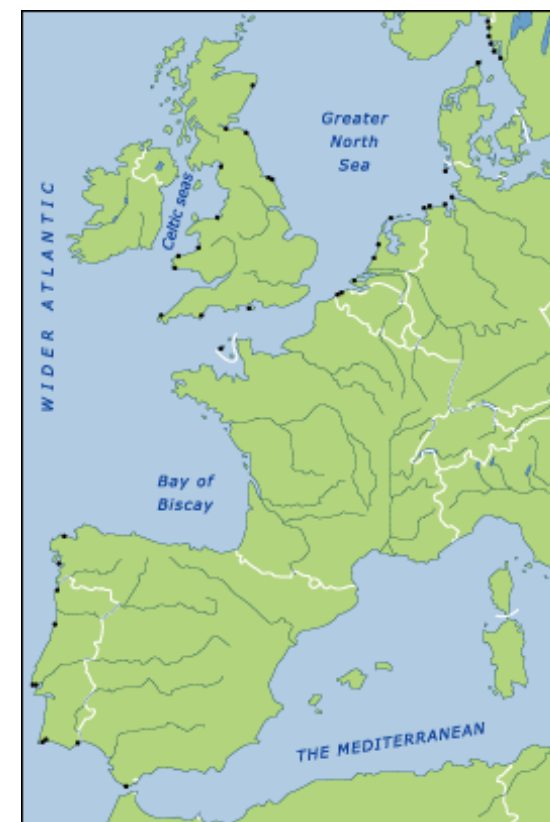 Greater
North
Sea
Celtic seas
WIDER ATLANTIC
Bay of
Biscay
THE MEDITERRANEAN